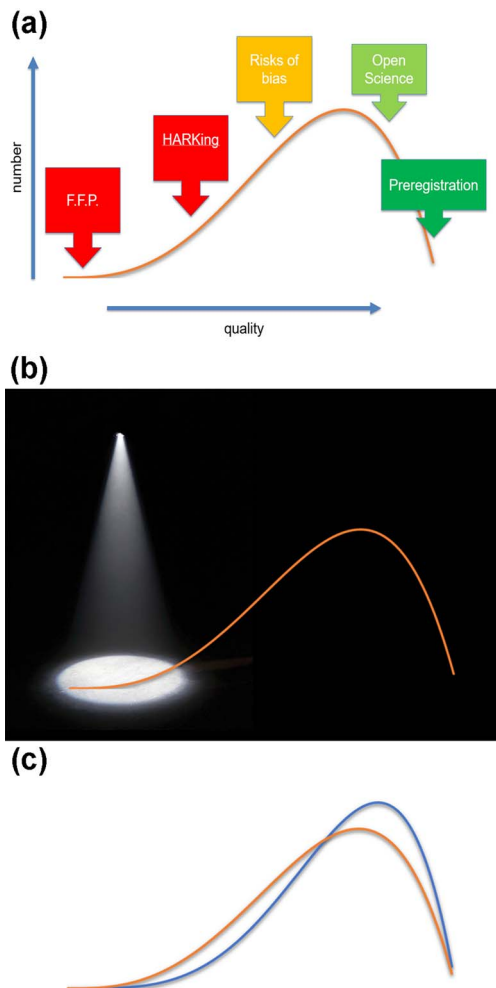 (a)
Risks of
bias
Open
Science
HARKing
number
F.F.P.
Preregistration
quality
(b)
(c)